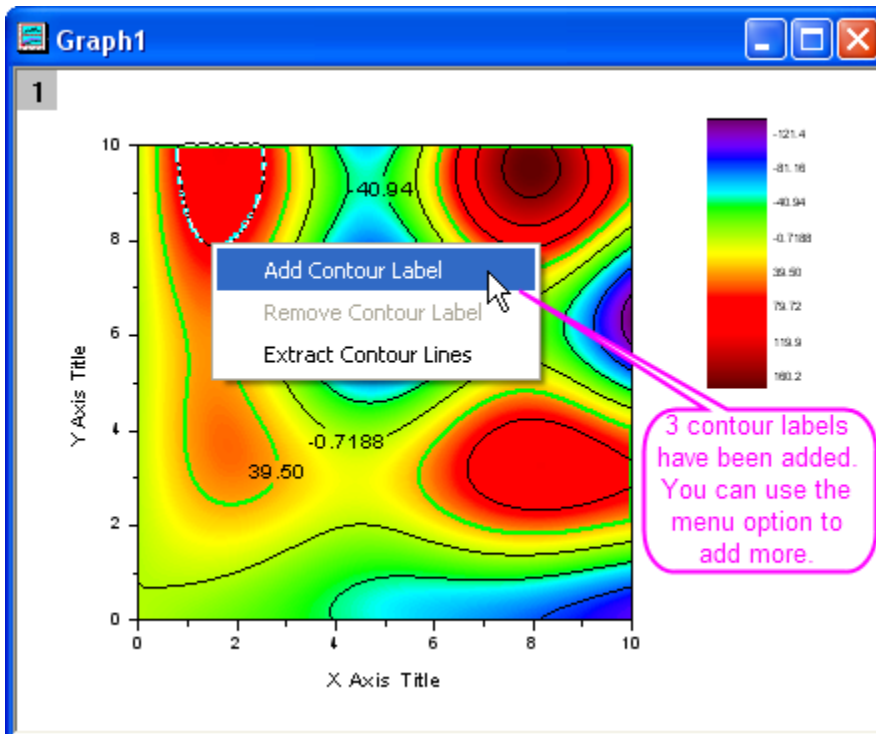 Graph1
1
10
8
6
4
2
0
0
2
4
6
8
10
Y Axis Title
X Axis Title
-40.94
-0.7188
39.50
Add Contour Label
Remove Contour Label
Extract Contour Lines
-121.4
-81.16
-40.94
-0.7188
39.50
79.72
119.9
160.2
3 contour labels
have been added.
You can use the
menu option to
add more.